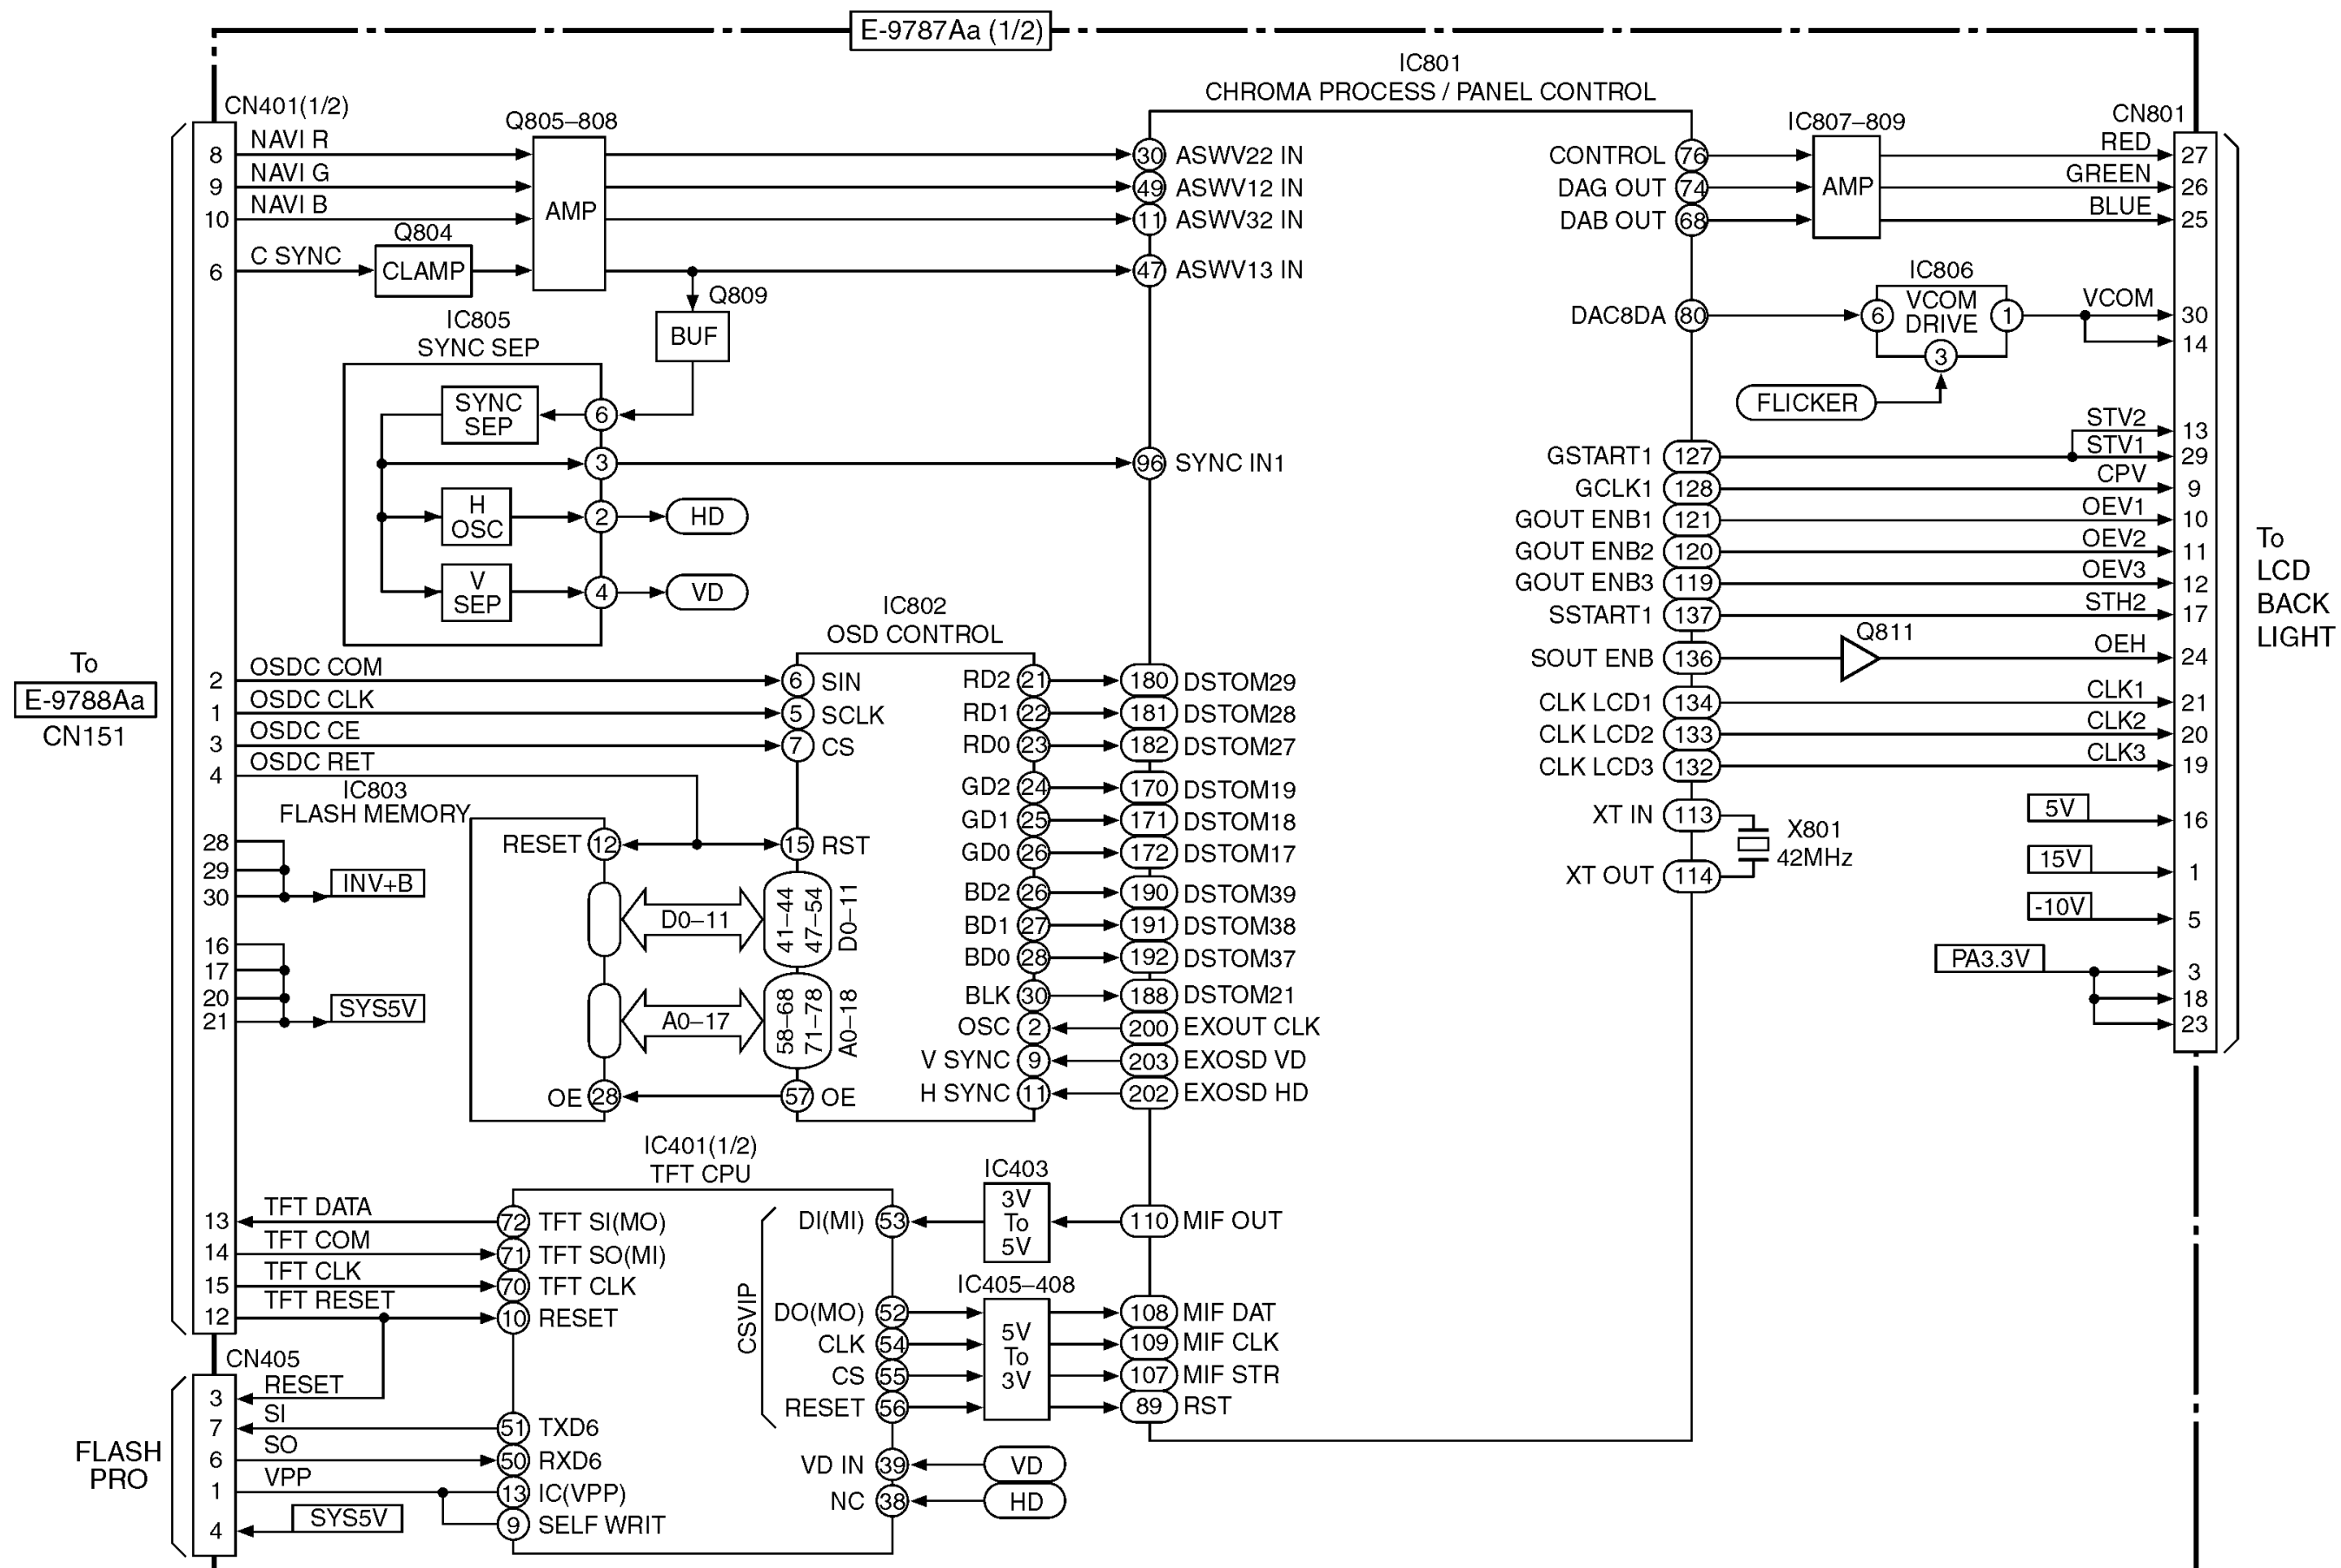 E-9787Aa (1/2)
IC801
CHROMA PROCESS / PANEL CONTROL
CN401(1/2)
Q805–808
IC807–809
CN801
8
NAVI R
9
NAVI G
10
NAVI B
AMP
30 ASWV22 IN
49 ASWV12 IN
11 ASWV32 IN
CONTROL 76
DAG OUT 74
DAB OUT 68
AMP
RED 27
GREEN 26
BLUE 25
Q804
6
C SYNC
CLAMP
47 ASWV13 IN
Q809
BUF
IC805
SYNC SEP
SYNC
SEP
6
3
H
OSC
2
HD
V
SEP
4
VD
96 SYNC IN1
DAC8DA 80
IC806
VCOM
DRIVE
6
1
3
FLICKER
VCOM
30
14
GSTART1 127
GCLK1 128
GOUT ENB1 121
GOUT ENB2 120
GOUT ENB3 119
SSTART1 137
SOUT ENB 136
CLK LCD1 134
CLK LCD2 133
CLK LCD3 132
XT IN 113
XT OUT 114
X801
42MHz
Q811
STV2 13
STV1 29
CPV 9
OEV1 10
OEV2 11
OEV3 12
STH2 17
OEH 24
CLK1 21
CLK2 20
CLK3 19
5V 16
15V 1
-10V 5
PA3.3V 3
18
23
To
LCD
BACK
LIGHT
To
E-9788Aa
CN151
2 OSDC COM
1 OSDC CLK
3 OSDC CE
4 OSDC RET
IC802
OSD CONTROL
6 SIN
5 SCLK
7 CS
15 RST
41–44
47–54
D0–11
58–68
71–78
A0–18
57 OE
RD2 21
RD1 22
RD0 23
GD2 24
GD1 25
GD0 26
BD2 26
BD1 27
BD0 28
BLK 30
OSC 2
V SYNC 9
H SYNC 11
180 DSTOM29
181 DSTOM28
182 DSTOM27
170 DSTOM19
171 DSTOM18
172 DSTOM17
190 DSTOM39
191 DSTOM38
192 DSTOM37
188 DSTOM21
200 EXOUT CLK
203 EXOSD VD
202 EXOSD HD
IC803
FLASH MEMORY
RESET 12
D0–11
A0–17
OE 28
28
29
30
INV+B
16
17
20
21
SYS5V
IC401(1/2)
TFT CPU
13 TFT DATA
14 TFT COM
15 TFT CLK
12 TFT RESET
72 TFT SI(MO)
71 TFT SO(MI)
70 TFT CLK
10 RESET
CSVIP
DI(MI) 53
DO(MO) 52
CLK 54
CS 55
RESET 56
IC403
3V
To
5V
IC405–408
5V
To
3V
110 MIF OUT
108 MIF DAT
109 MIF CLK
107 MIF STR
89 RST
CN405
FLASH
PRO
3 RESET
7 SI
6 SO
1 VPP
4 SYS5V
51 TXD6
50 RXD6
13 IC(VPP)
9 SELF WRIT
VD IN 39
VD
NC 38
HD